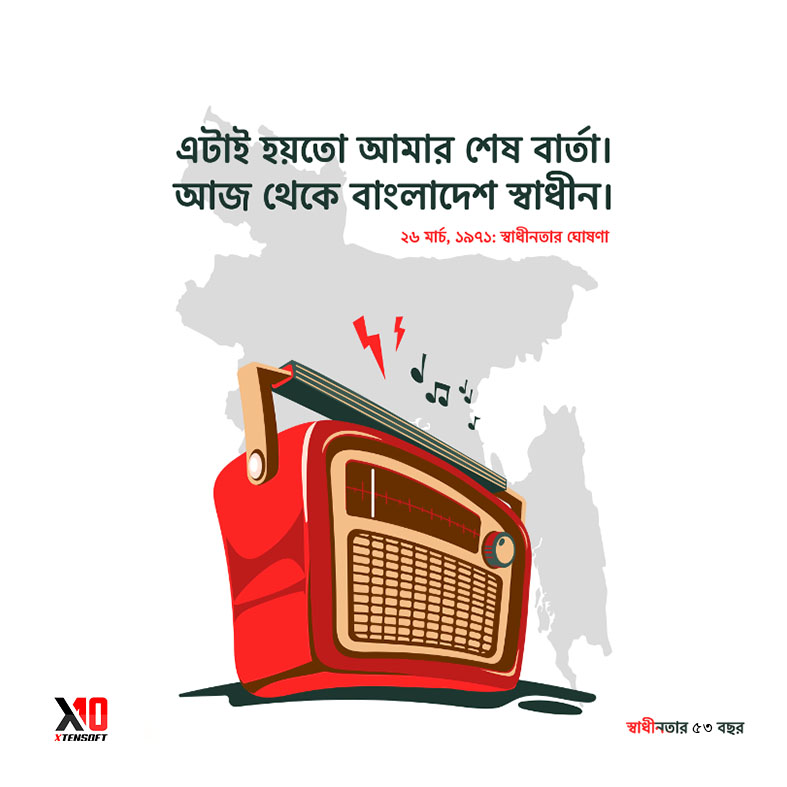 এটাই হয়তো আমার শেষ বার্তা।
আজ থেকে বাংলাদেশ স্বাধীন।
২৬ মার্চ, ১৯৭১: স্বাধীনতার ঘোষণা
X10
XTENSOFT
স্বাধীনতার ৫৩ বছর